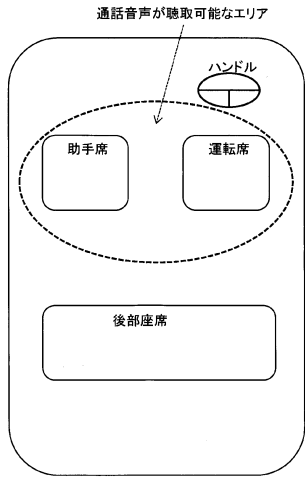 通話音声が聴取可能なエリア
ハンドル
助手席
運転席
後部座席